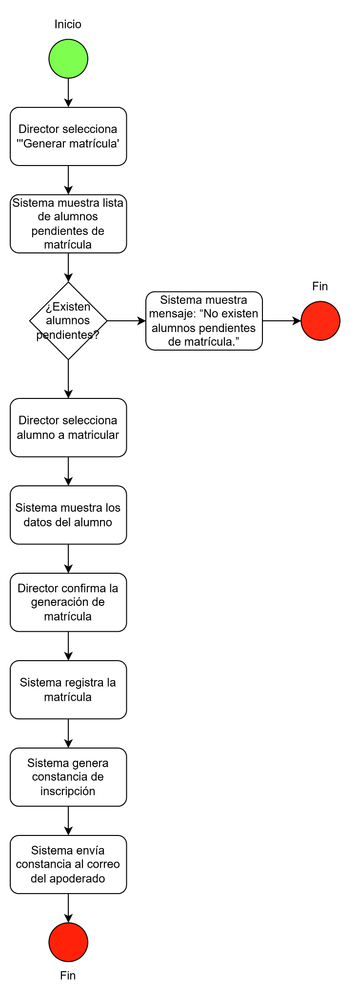 Inicio
Director selecciona
'"Generar matrícula'
Sistema muestra lista
de alumnos
pendientes de
matrícula
¿Existen
alumnos
pendientes?
Sistema muestra
mensaje: “No existen
alumnos pendientes
de matrícula.”
Fin
Director selecciona
alumno a matricular
Sistema muestra los
datos del alumno
Director confirma la
generación de
matrícula
Sistema registra la
matrícula
Sistema genera
constancia de
inscripción
Sistema envía
constancia al correo
del apoderado
Fin